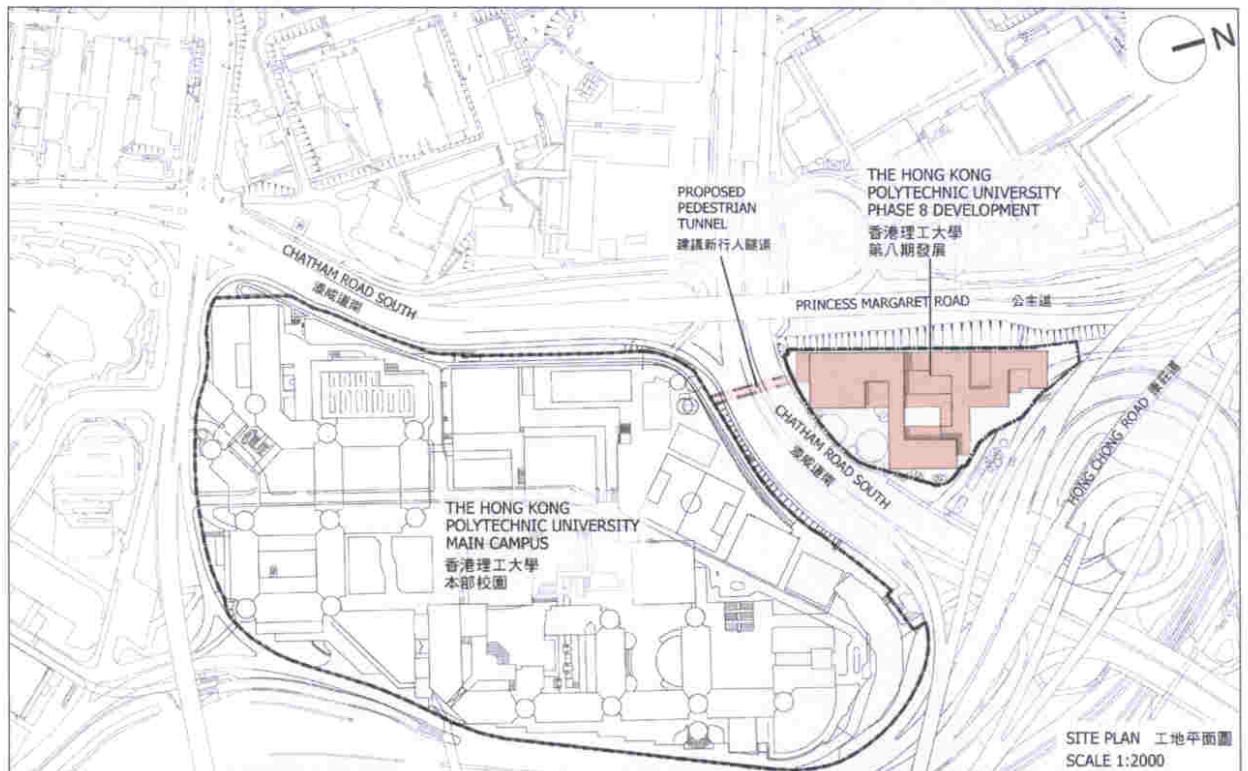 N
THE HONG KONG
POLYTECHNIC UNIVERSITY
PHASE 8 DEVELOPMENT
香港理工大學
第八期發展
PROPOSED
PEDESTRIAN
TUNNEL
建議新行人隧道
CHATHAM ROAD SOUTH
漆咸道南
PRINCESS MARGARET ROAD 公主道
CHATHAM ROAD SOUTH
漆咸道南
HONG CHONG ROAD 康莊道
THE HONG KONG
POLYTECHNIC UNIVERSITY
MAIN CAMPUS
香港理工大學
本部校園
SITE PLAN 工地平面圖
SCALE 1:2000